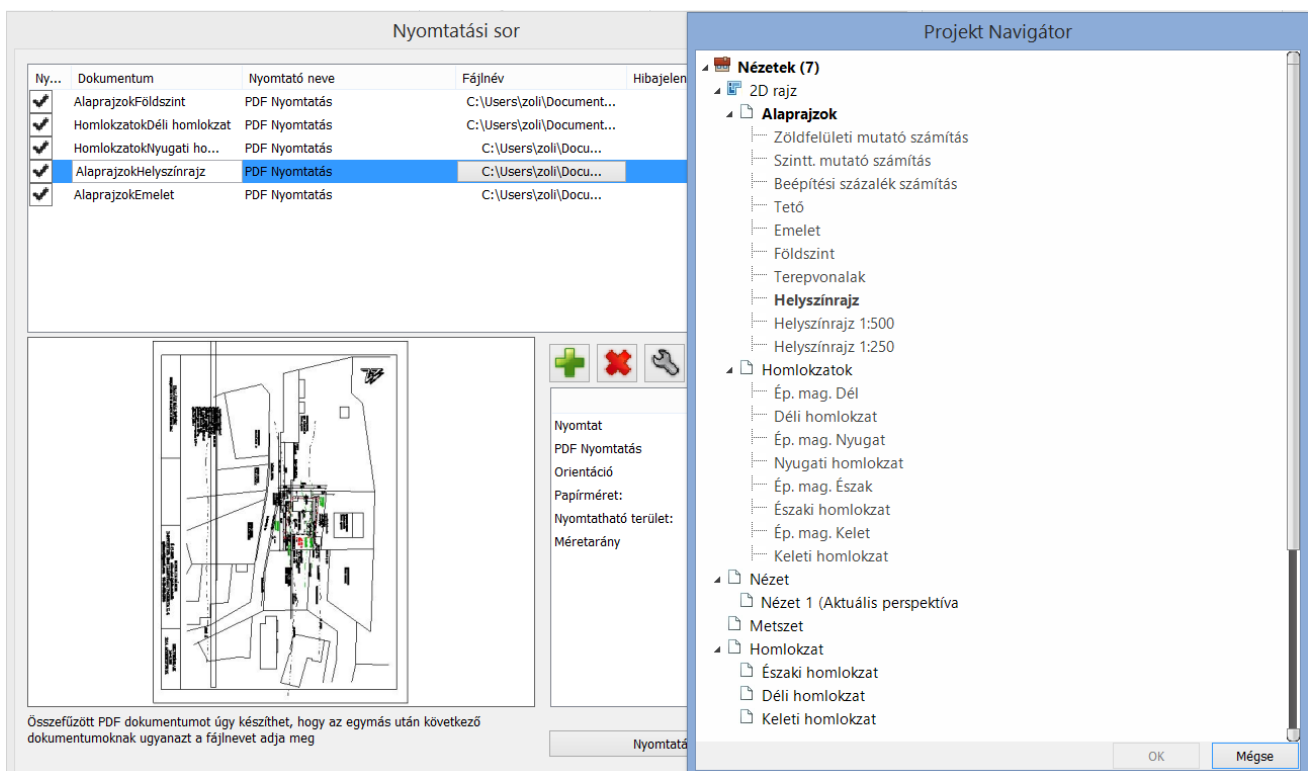 Nyomtatási sor
Ny... Dokumentum Nyomtató neve Fájlnév Hibajelen
AlaprajzokFöldszint PDF Nyomtatás C:\Users\zoli\Document...
HomlokzatokDéli homlokzat PDF Nyomtatás C:\Users\zoli\Document...
HomlokzatokNyugati ho... PDF Nyomtatás C:\Users\zoli\Docu...
AlaprajzokHelyszínrajz PDF Nyomtatás C:\Users\zoli\Docu...
AlaprajzokEmelet PDF Nyomtatás C:\Users\zoli\Docu...
Nyomtat
PDF Nyomtatás
Orientáció
Papírméret:
Nyomtatható terület:
Méretarány
Összefűzött PDF dokumentumot úgy készíthet, hogy az egymás után következő
dokumentumoknak ugyanazt a fájlnevet adja meg
Nyomtatá
Projekt Navigátor
Nézetek (7)
2D rajz
Alaprajzok
Zöldfelületi mutató számítás
Szintt. mutató számítás
Beépítési százalék számítás
Tető
Emelet
Földszint
Terepvonalak
Helyszínrajz
Helyszínrajz 1:500
Helyszínrajz 1:250
Homlokzatok
Ép. mag. Dél
Déli homlokzat
Ép. mag. Nyugat
Nyugati homlokzat
Ép. mag. Észak
Északi homlokzat
Ép. mag. Kelet
Keleti homlokzat
Nézet
Nézet 1 (Aktuális perspektíva
Metszet
Homlokzat
Északi homlokzat
Déli homlokzat
Keleti homlokzat
OK Mégse